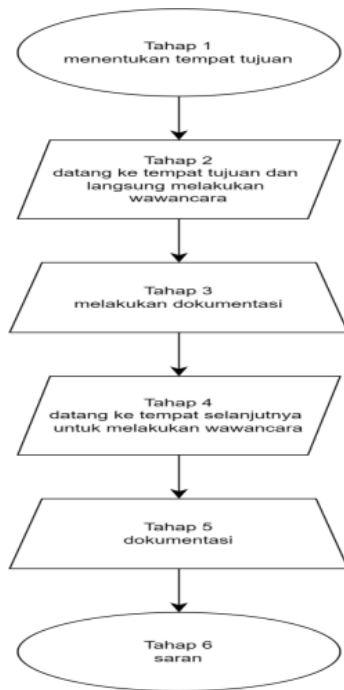 Tahap 1
menentukan tempat tujuan
Tahap 2
datang ke tempat tujuan dan
langsung melakukan
wawancara
Tahap 3
melakukan dokumentasi
Tahap 4
datang ke tempat selanjutnya
untuk melakukan wawancara
Tahap 5
dokumentasi
Tahap 6
saran